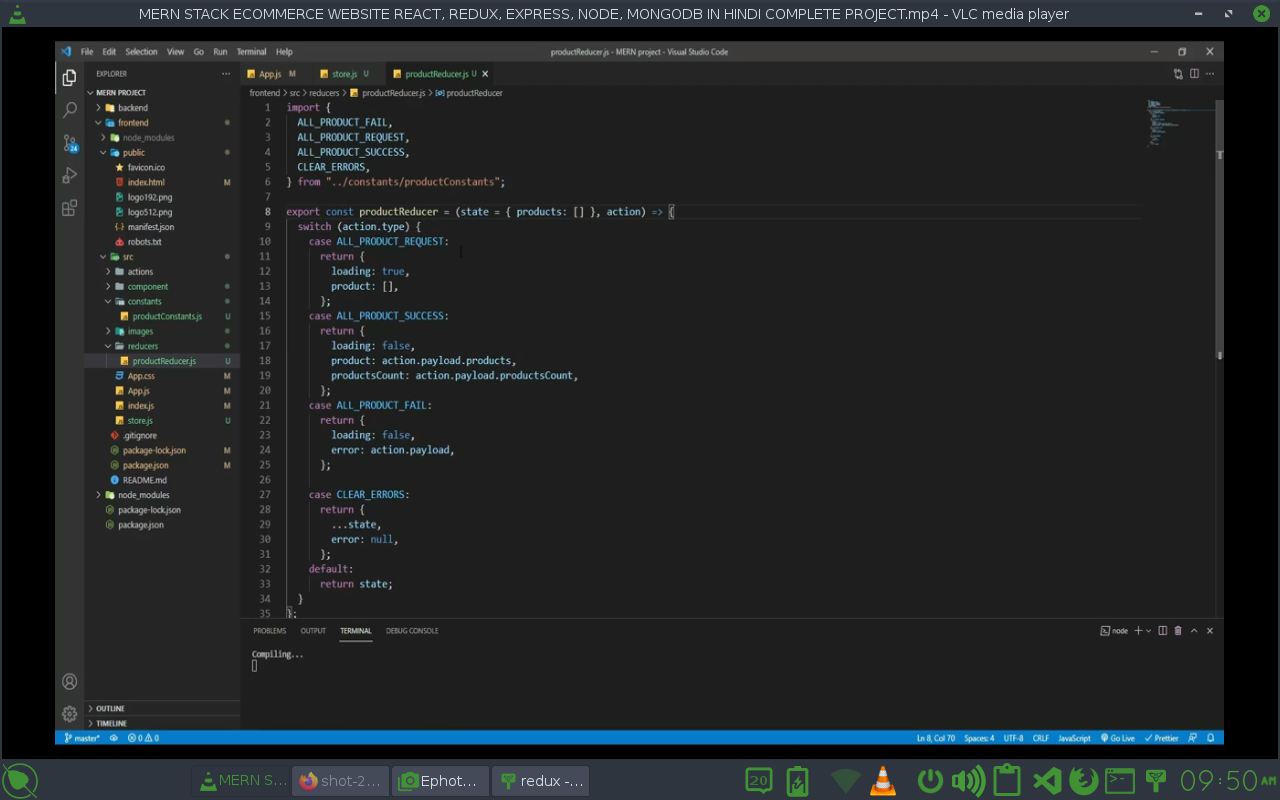 MERN STACK ECOMMERCE WEBSITE REACT, REDUX, EXPRESS, NODE, MONGODB IN HINDI COMPLETE PROJECT.mp4 - VLC media player
File Edit Selection View Go Run Terminal Help
productReducer.js - MERN project - Visual Studio Code
EXPLORER
MERN PROJECT
backend
frontend
node_modules
public
favicon.ico
index.html M
logo192.png
logo512.png
manifest.json
robots.txt
src
actions
component
constants
productConstants.js U
images
reducers
productReducer.js U
App.css M
App.js M
index.js M
store.js U
.gitignore
package-lock.json M
package.json M
README.md
node_modules
package-lock.json
package.json
OUTLINE
TIMELINE
24
App.js M store.js U productReducer.js U
frontend > src > reducers > productReducer.js > productReducer
1 import {
2 ALL_PRODUCT_FAIL,
3 ALL_PRODUCT_REQUEST,
4 ALL_PRODUCT_SUCCESS,
5 CLEAR_ERRORS,
6 } from "../constants/productConstants";
7
8 export const productReducer = (state = { products: [] }, action) => {
9 switch (action.type) {
10 case ALL_PRODUCT_REQUEST:
11 return {
12 loading: true,
13 product: [],
14 };
15 case ALL_PRODUCT_SUCCESS:
16 return {
17 loading: false,
18 product: action.payload.products,
19 productsCount: action.payload.productsCount,
20 };
21 case ALL_PRODUCT_FAIL:
22 return {
23 loading: false,
24 error: action.payload,
25 };
26
27 case CLEAR_ERRORS:
28 return {
29 ...state,
30 error: null,
31 };
32 default:
33 return state;
34 }
35 };
PROBLEMS OUTPUT TERMINAL DEBUG CONSOLE
node
Compiling...
master* 0 0
Ln 8, Col 70 Spaces: 4 UTF-8 CRLF JavaScript Go Live Prettier
MERN S... shot-2... Ephot... redux -...
20
09:50 AM